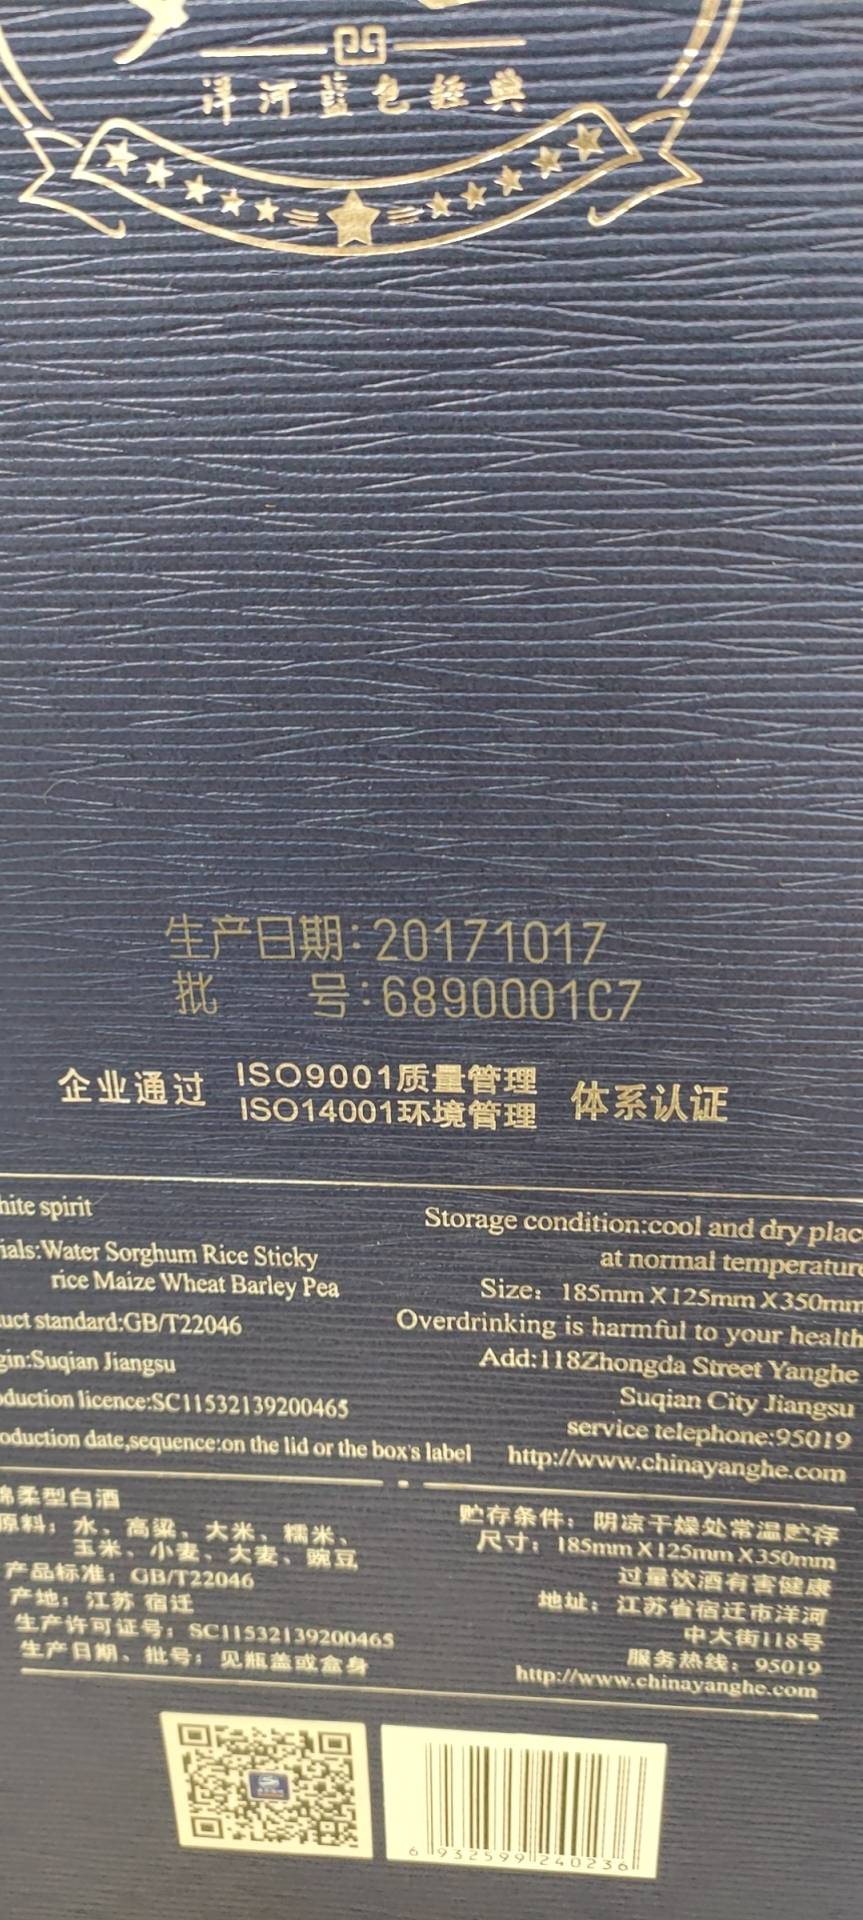 洋河蓝色经典
生产日期:20171017
批 号:6890001C7
企业通过 ISO9001质量管理 体系认证
ISO14001环境管理
hite spirit
ials:Water Sorghum Rice Sticky
rice Maize Wheat Barley Pea
uct standard:GB/T22046
gin:Suqian Jiangsu
oduction licence:SC11532139200465
oduction date,sequence:on the lid or the box's label
Storage condition:cool and dry plac
at normal temperature
Size: 185mm X125mm X350mm
Overdrinking is harmful to your health
Add:118Zhongda Street Yanghe
Suqian City Jiangsu
service telephone:95019
http://www.chinayanghe.com
绵柔型白酒
原料：水、高粱、大米、糯米、
玉米、小麦、大麦、豌豆
产品标准：GB/T22046
产地：江苏 宿迁
生产许可证号：SC11532139200465
生产日期、批号：见瓶盖或盒身
贮存条件：阴凉干燥处常温贮存
尺寸：185mm X125mm X350mm
过量饮酒有害健康
地址：江苏省宿迁市洋河
中大街118号
服务热线：95019
http://www.chinayanghe.com
6 932599 240236